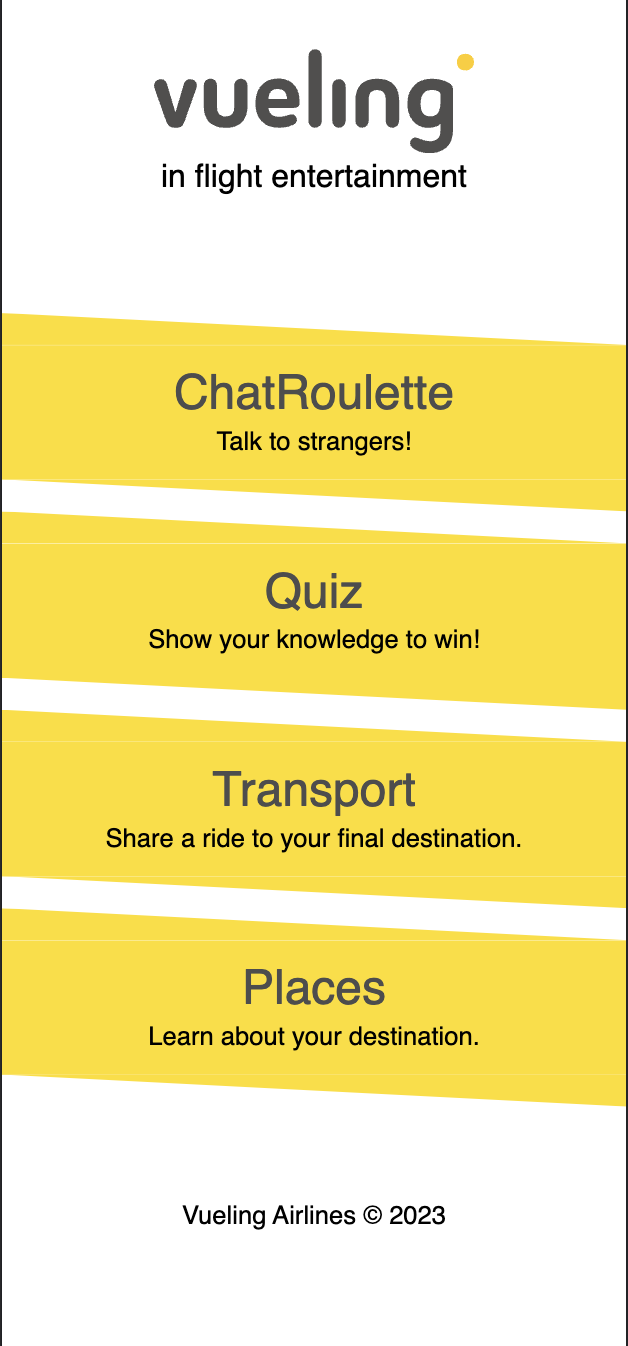 vueling
in flight entertainment
ChatRoulette
Talk to strangers!
Quiz
Show your knowledge to win!
Transport
Share a ride to your final destination.
Places
Learn about your destination.
Vueling Airlines © 2023